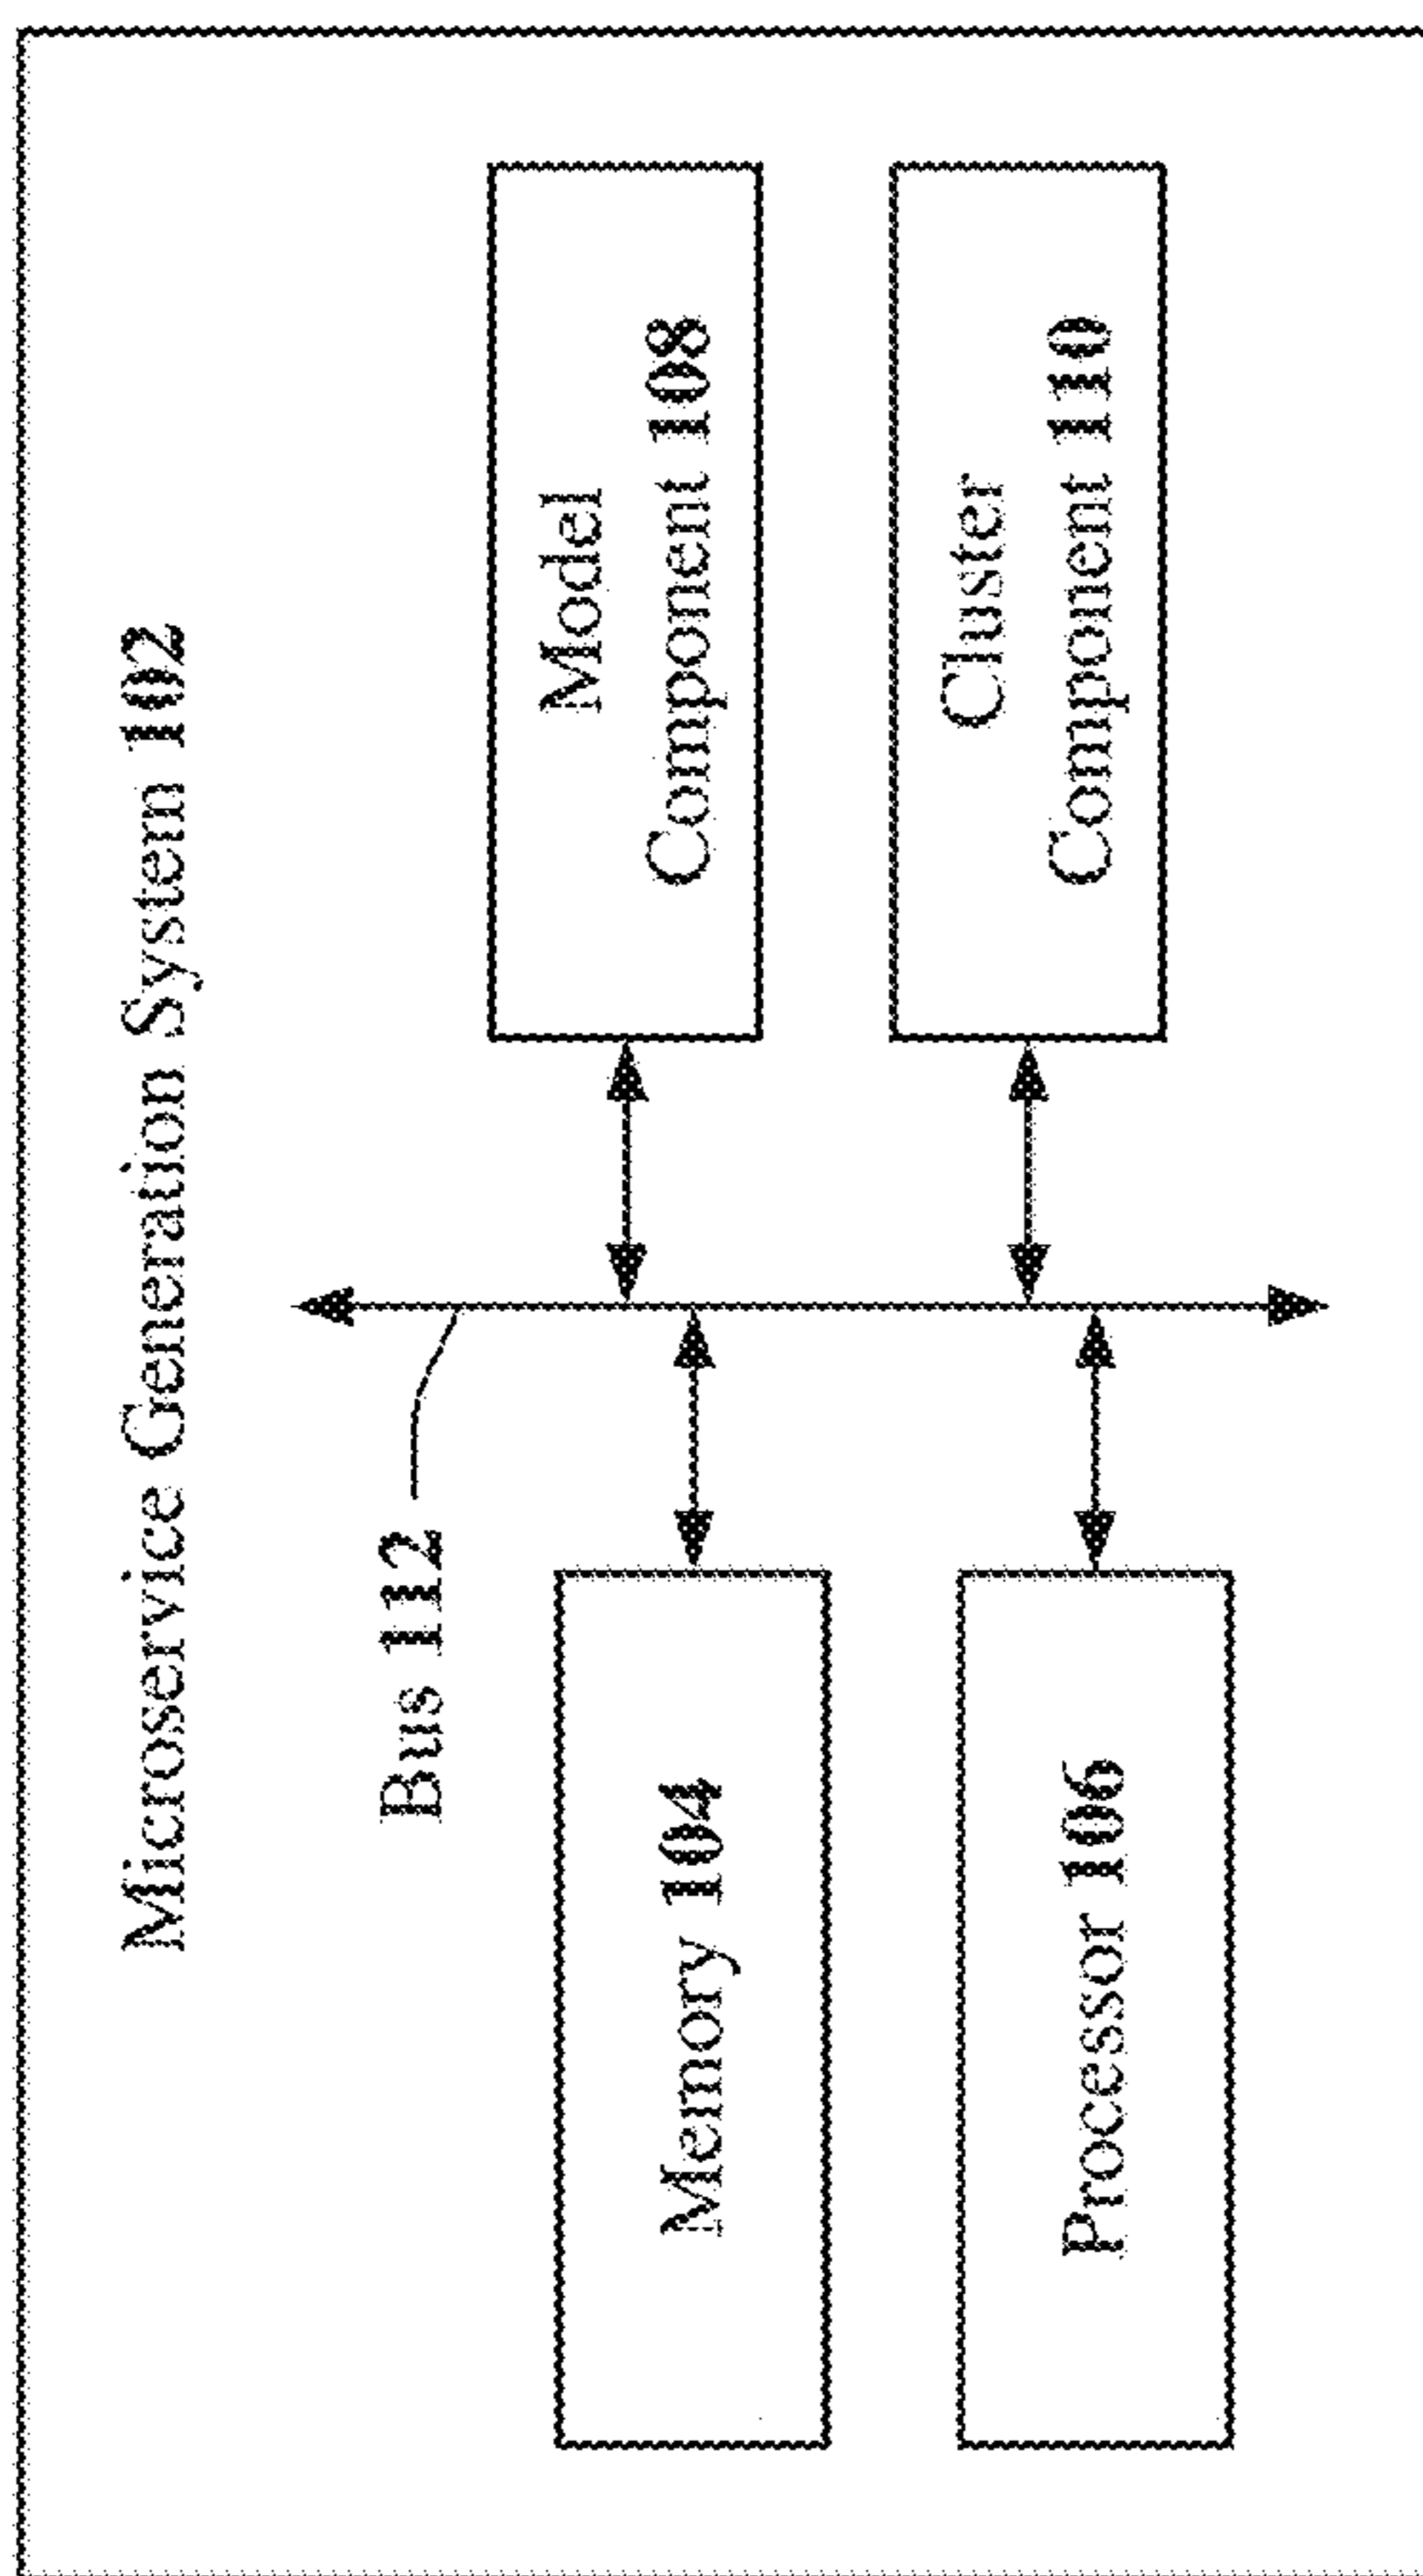 Microservice Generation System 102
Bus 112
Memory 104
Model
Component 108
Processor 106
Cluster
Component 110